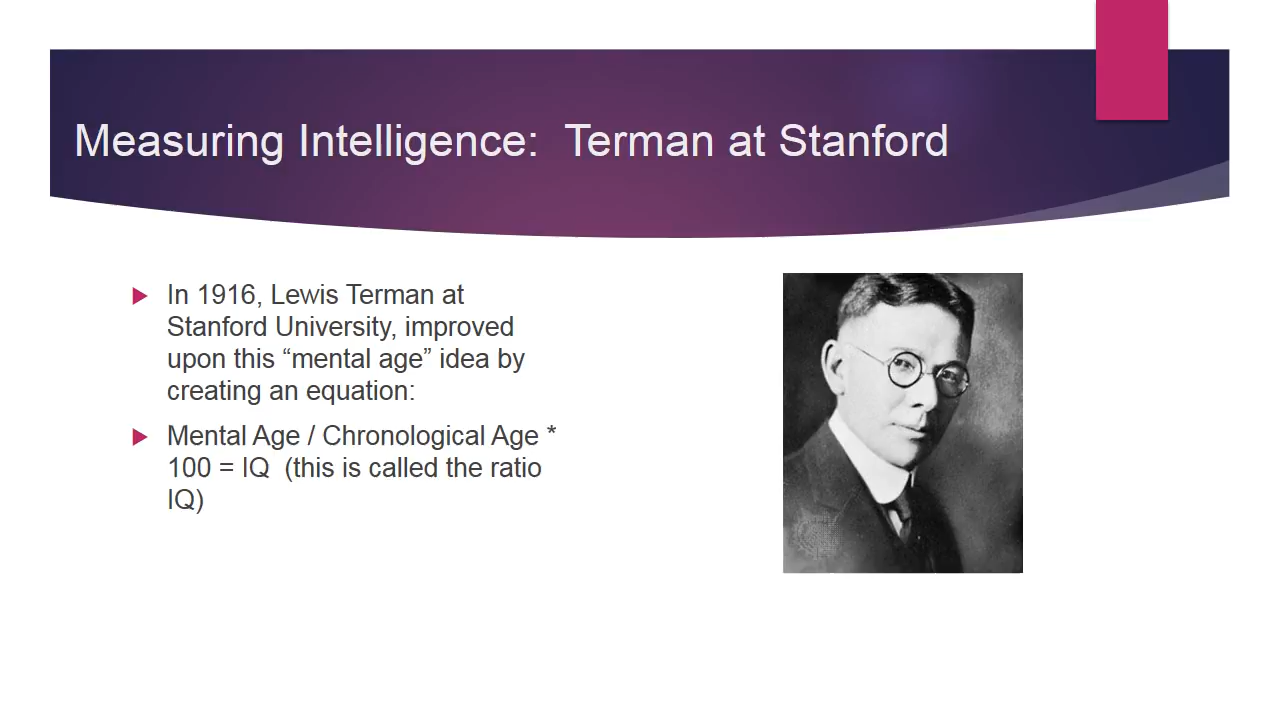 Measuring Intelligence:  Terman at Stanford
In 1916, Lewis Terman at
Stanford University, improved
upon this “mental age” idea by
creating an equation:
Mental Age / Chronological Age *
100 = IQ  (this is called the ratio
IQ)